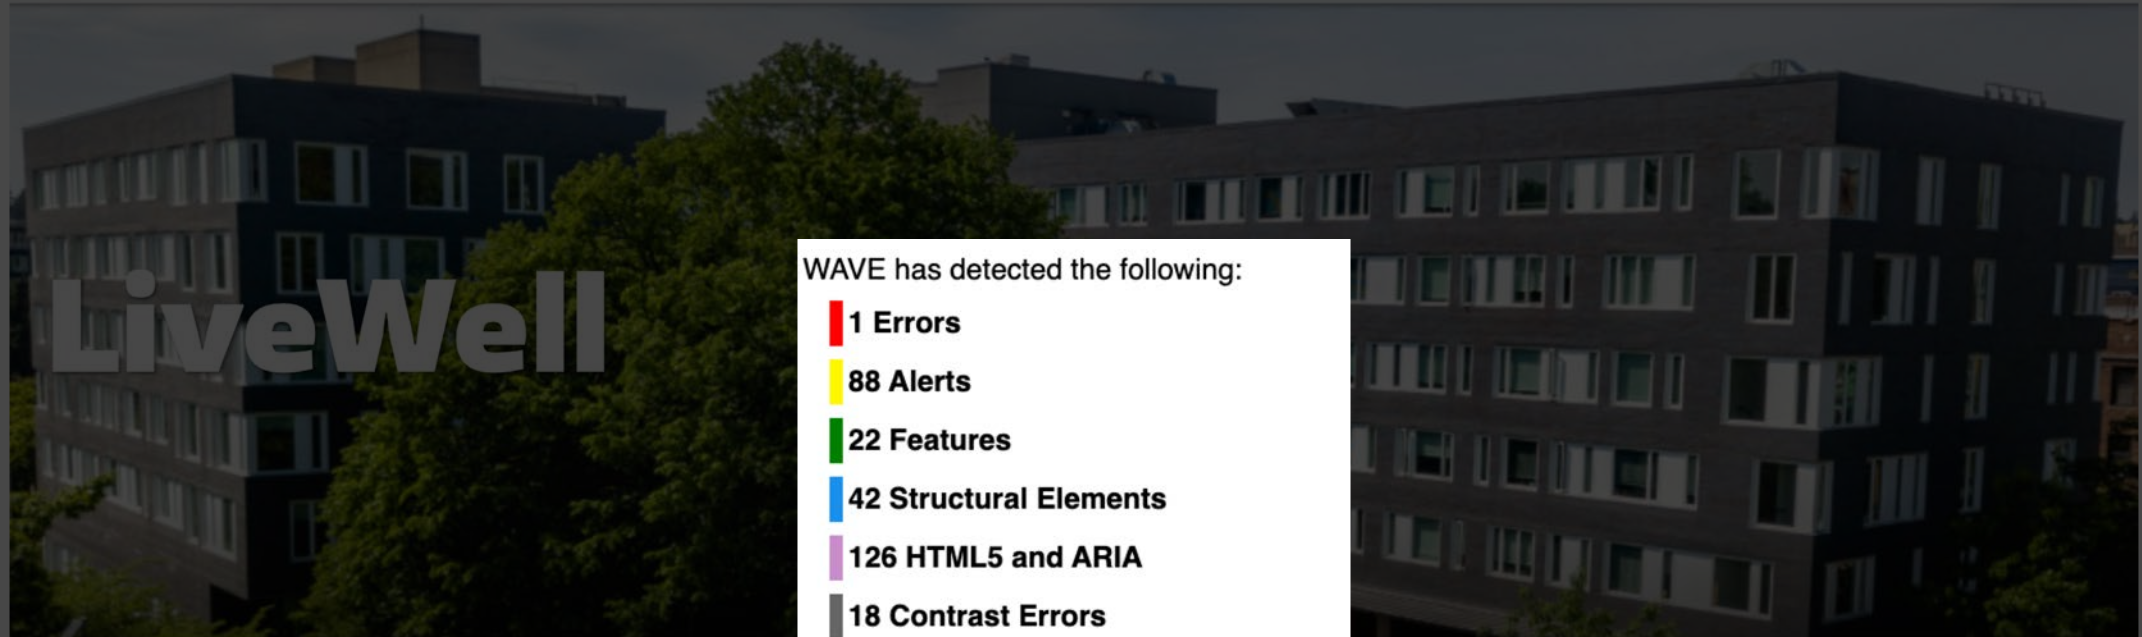 LiveWell
WAVE has detected the following:
1 Errors
88 Alerts
22 Features
42 Structural Elements
126 HTML5 and ARIA
18 Contrast Errors